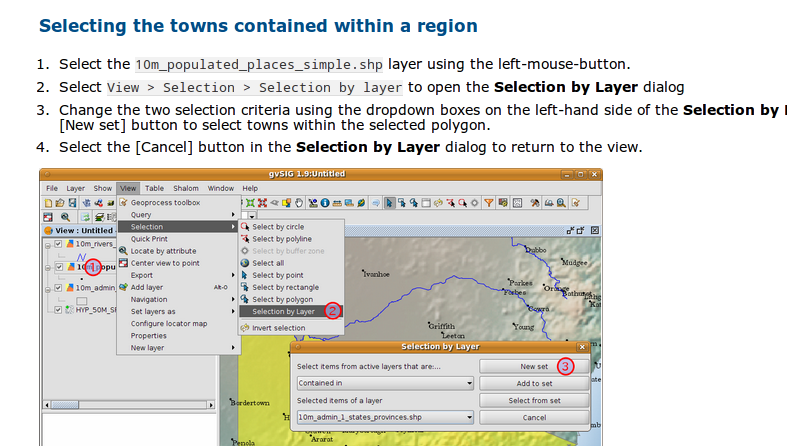 Selecting the towns contained within a region
1. Select the 10m_populated_places_simple.shp layer using the left-mouse-button.
2. Select View > Selection > Selection by layer to open the Selection by Layer dialog
3. Change the two selection criteria using the dropdown boxes on the left-hand side of the Selection by
[New set] button to select towns within the selected polygon.
4. Select the [Cancel] button in the Selection by Layer dialog to return to the view.
gvSIG 1.9:Untitled
File Layer Show View Table Shalom Window Help
Geoprocess toolbox
Query
Selection
Quick Print
Locate by attribute
Center view to point
Export
Add layer Alt-O
Navigation
Set layers as
Configure locator map
Properties
New layer
Select by circle
Select by polyline
Select by buffer zone
Select all
Select by point
Select by rectangle
Select by polygon
Selection by Layer 2
Invert selection
View : Untitled
10m_rivers_
10m_popu
10m_admin
HYP_50M_S
Dubbo
Mudgee
Ivanhoe
Parkes
Forbes
Orange
Bathurst
Cowra
Griffith
Leeton
Young
Bordertown
Penola
Ararat
Selection by Layer
Select items from active layers that are:...
New set 3
Contained in
Add to set
Selected items of a layer
Select from set
10m_admin_1_states_provinces.shp
Cancel